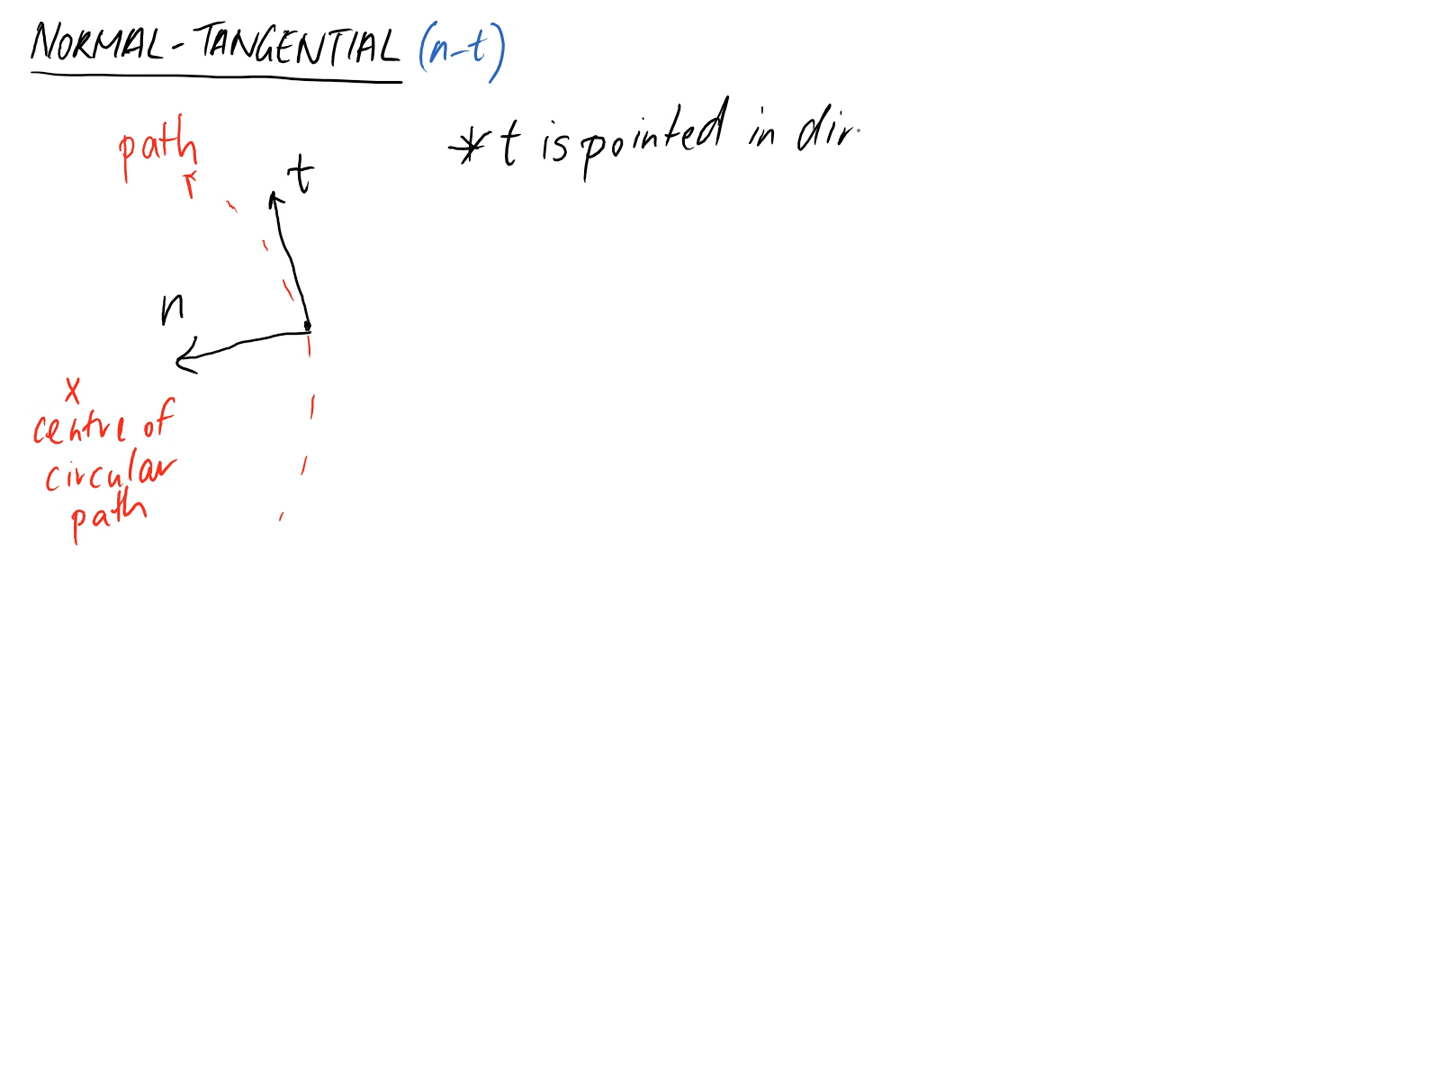 NORMAL-TANGENTIAL (n-t)
path
t
* t is pointed in dir.
n
x
centre of
circular
path